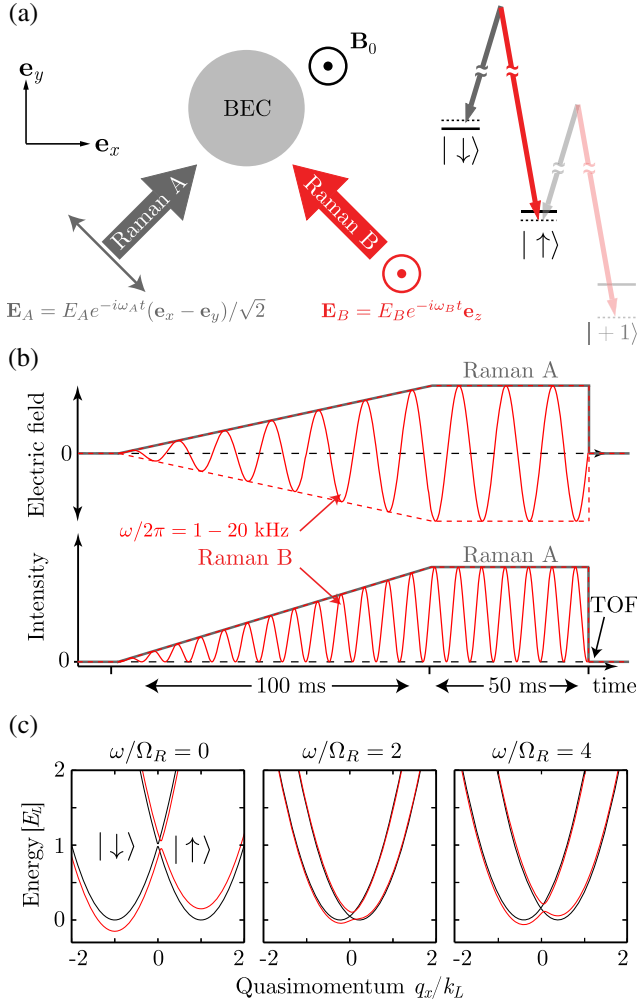 (a)
e_y
e_x
BEC
B_0
Raman A
Raman B
E_A = E_A e^{-iω_A t}(e_x − e_y)/√2
E_B = E_B e^{-iω_B t} e_z
|↓⟩
|↑⟩
|+1⟩
(b)
Electric field
0
Raman A
ω/2π = 1 − 20 kHz
Raman B
Intensity
0
Raman A
TOF
100 ms
50 ms
time
(c)
ω/Ω_R = 0
ω/Ω_R = 2
ω/Ω_R = 4
Energy [E_L]
2
1
0
|↓⟩
|↑⟩
-2
0
2
-2
0
2
-2
0
2
Quasimomentum q_x/k_L